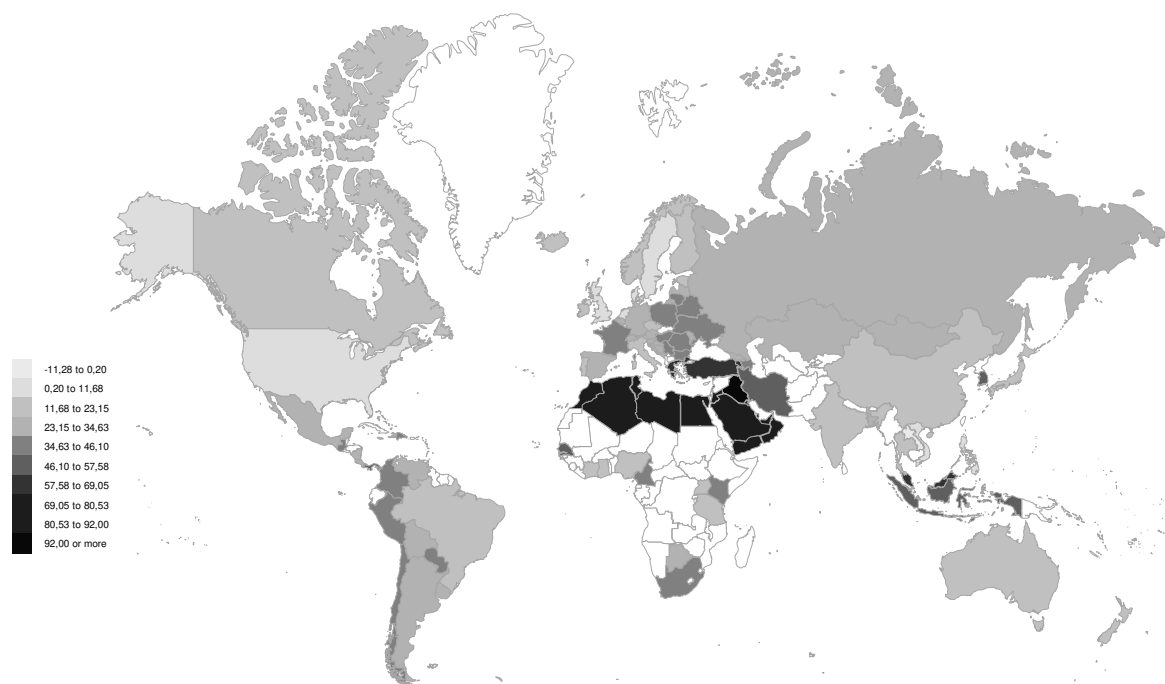 -11,28 to 0,20
0,20 to 11,68
11,68 to 23,15
23,15 to 34,63
34,63 to 46,10
46,10 to 57,58
57,58 to 69,05
69,05 to 80,53
80,53 to 92,00
92,00 or more